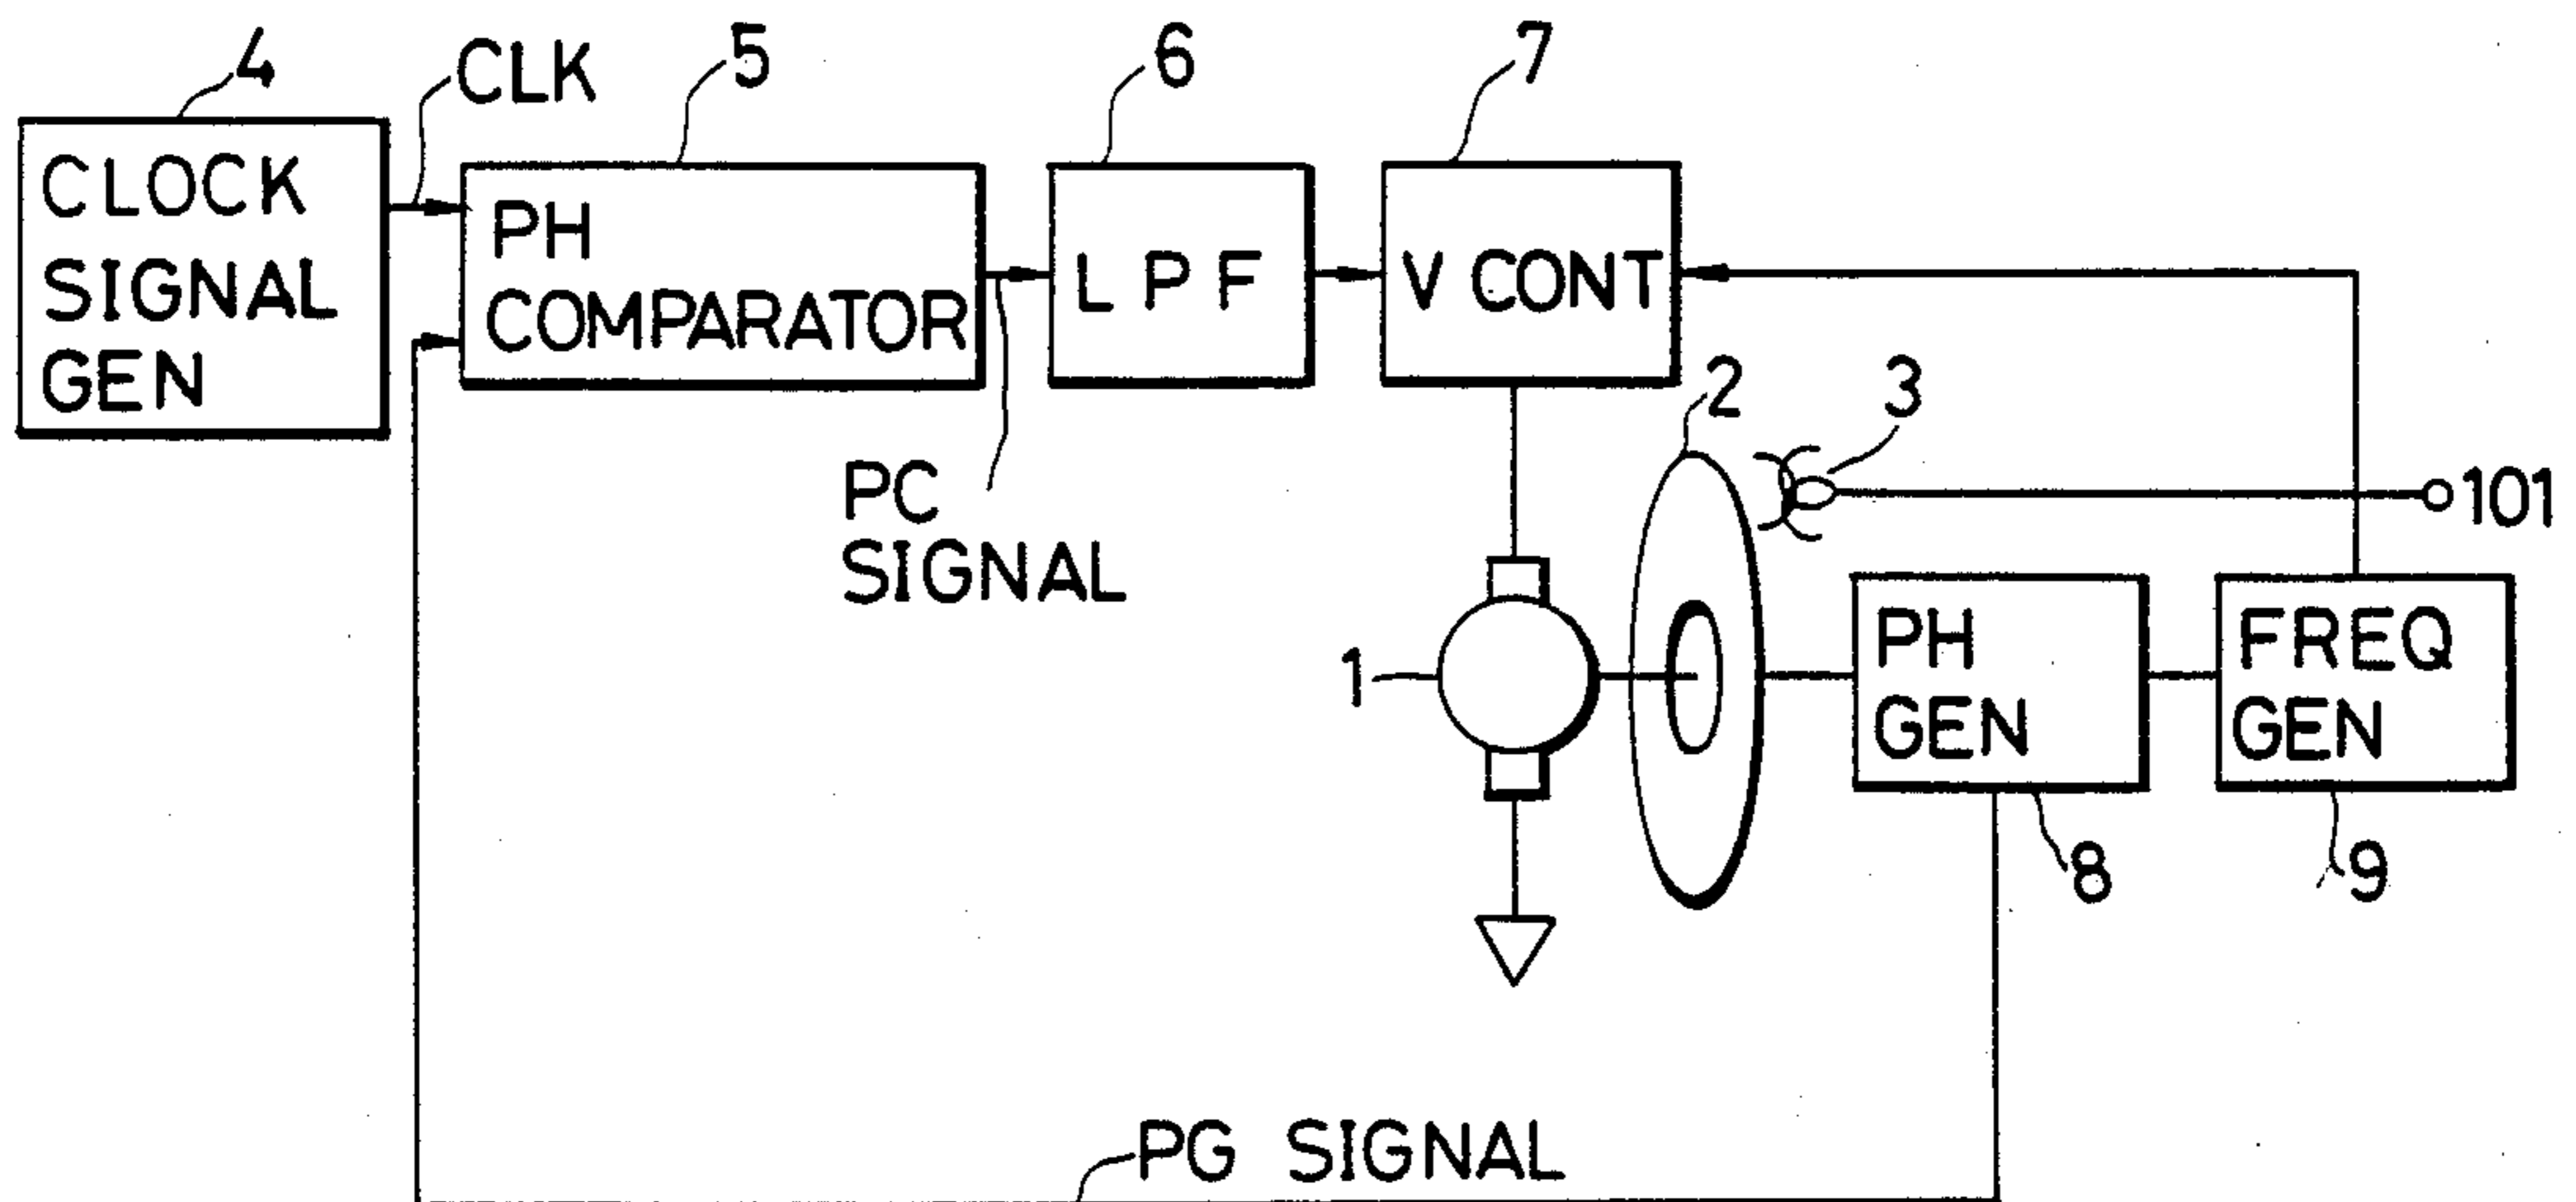 4
CLK
5
6
7
CLOCK
SIGNAL
GEN
PH
COMPARATOR
L P F
V CONT
2
3
PC
SIGNAL
101
1
PH
GEN
FREQ
GEN
8
9
PG SIGNAL